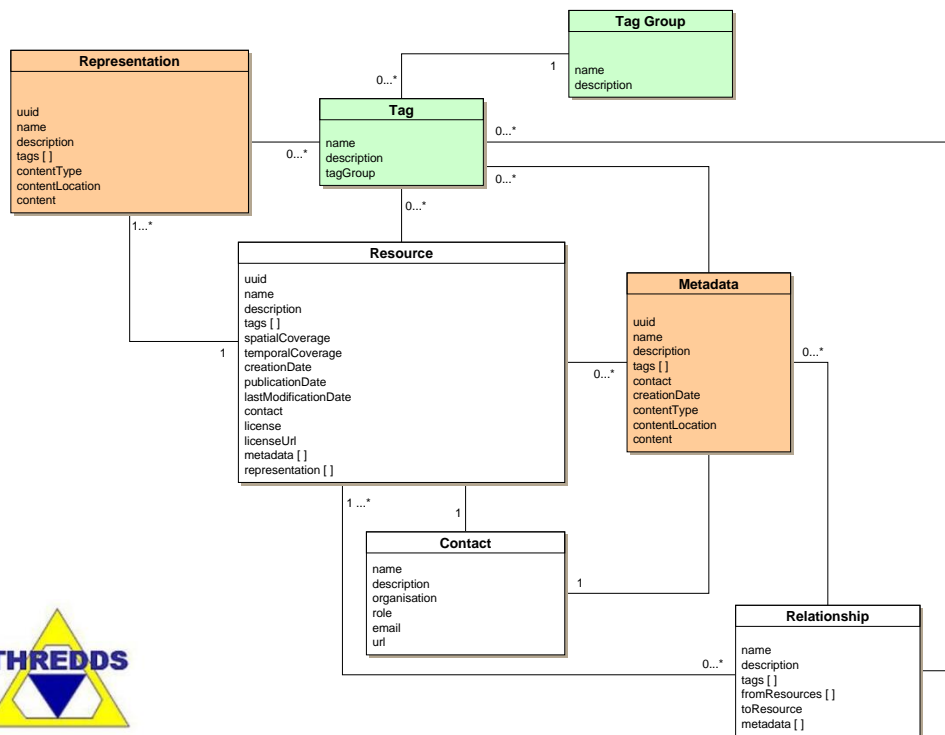 Tag Group
name
description
1
0...*
Representation
uuid
name
description
tags [ ]
contentType
contentLocation
content
0...*
1...*
Tag
name
description
tagGroup
0...*
0...*
0...*
Resource
uuid
name
description
tags [ ]
spatialCoverage
temporalCoverage
creationDate
publicationDate
lastModificationDate
contact
license
licenseUrl
metadata [ ]
representation [ ]
1
0...*
1 ...*
1
Metadata
uuid
name
description
tags [ ]
contact
creationDate
contentType
contentLocation
content
0...*
Contact
name
description
organisation
role
email
url
1
0...*
Relationship
name
description
tags [ ]
fromResources [ ]
toResource
metadata [ ]
THREDDS